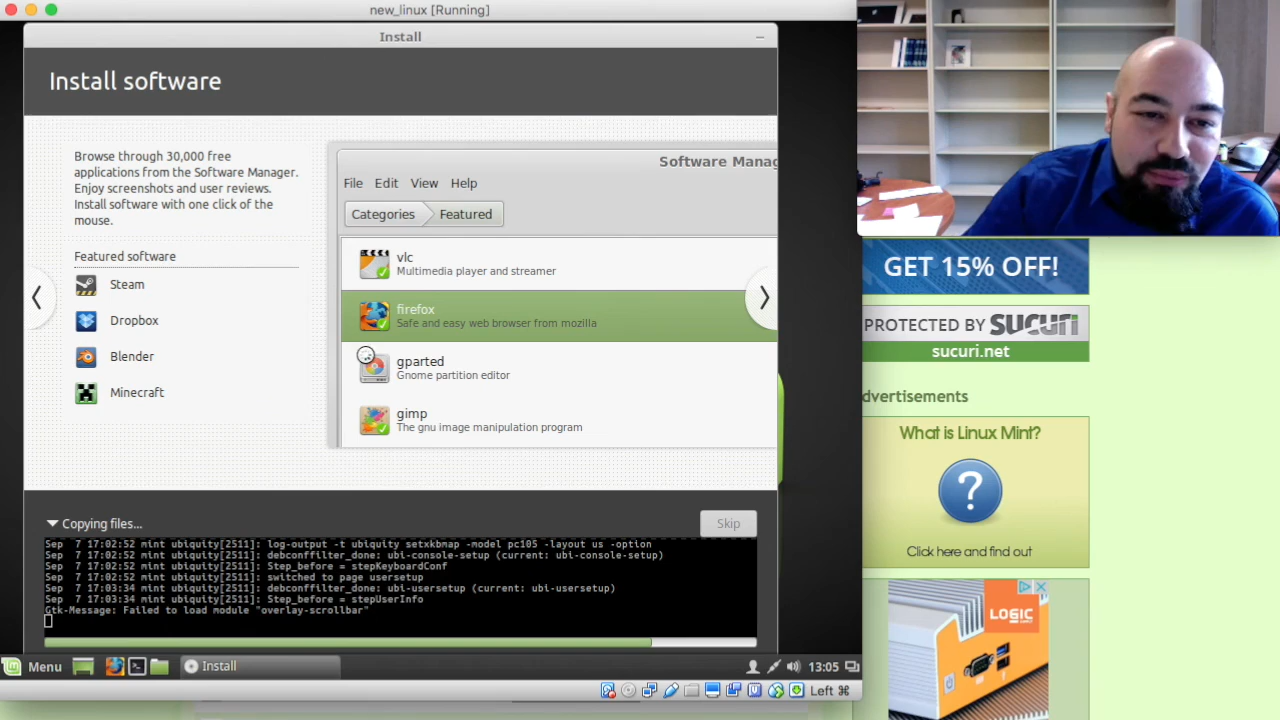 new_linux [Running]
Install
Install software
Browse through 30,000 free
applications from the Software Manager.
Enjoy screenshots and user reviews.
Install software with one click of the
mouse.
Featured software
Steam
Dropbox
Blender
Minecraft
Software Manag
File Edit View Help
Categories Featured
vlc
Multimedia player and streamer
firefox
Safe and easy web browser from mozilla
gparted
Gnome partition editor
gimp
The gnu image manipulation program
Copying files...
Skip
Sep 7 17:02:52 mint ubiquity[2511]: log-output -t ubiquity setxkbmap -model pc105 -layout us -option
Sep 7 17:02:52 mint ubiquity[2511]: debconffilter_done: ubi-console-setup (current: ubi-console-setup)
Sep 7 17:02:52 mint ubiquity[2511]: Step_before = stepKeyboardConf
Sep 7 17:02:52 mint ubiquity[2511]: switched to page usersetup
Sep 7 17:03:34 mint ubiquity[2511]: debconffilter_done: ubi-usersetup (current: ubi-usersetup)
Sep 7 17:03:34 mint ubiquity[2511]: Step_before = stepUserInfo
Gtk-Message: Failed to load module "overlay-scrollbar"
Menu
Install
13:05
Left ⌘
GET 15% OFF!
PROTECTED BY SUCURI
sucuri.net
dvertisements
What is Linux Mint?
?
Click here and find out
LOGIC